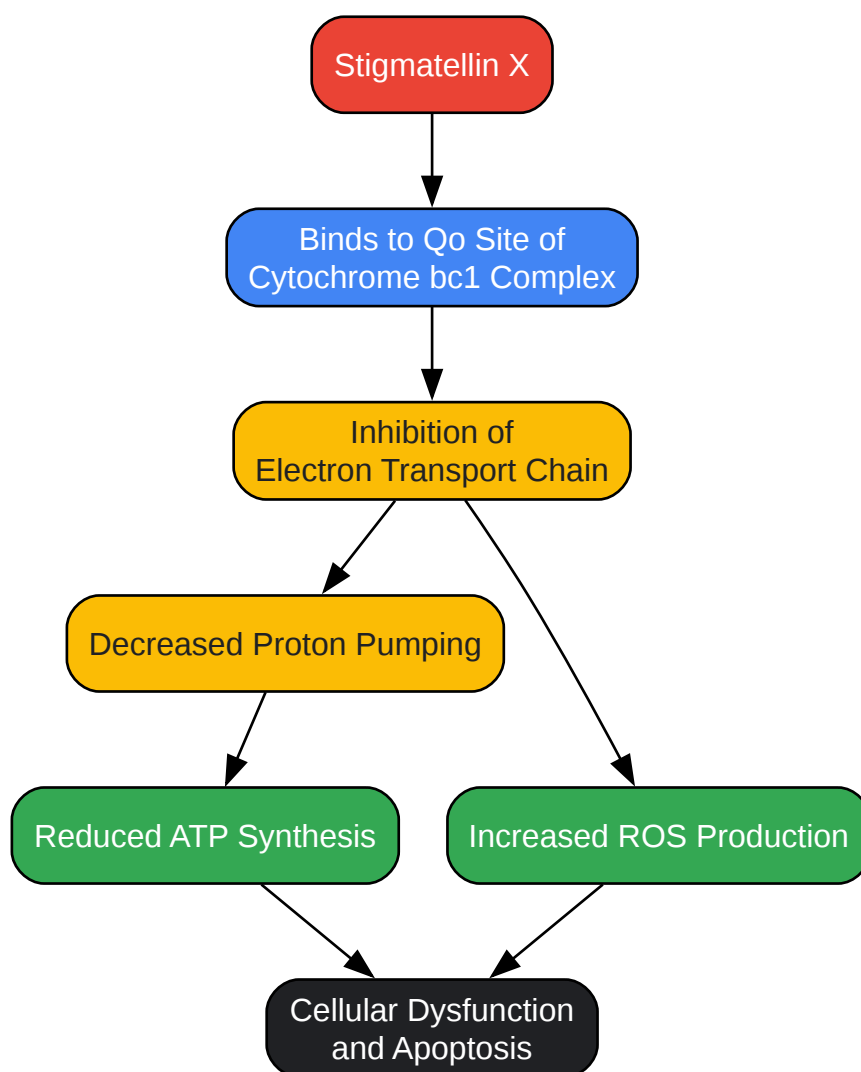 Stigmatellin X
Binds to Qo Site of
Cytochrome bc1 Complex
Inhibition of
Electron Transport Chain
Decreased Proton Pumping
Reduced ATP Synthesis
Increased ROS Production
Cellular Dysfunction
and Apoptosis